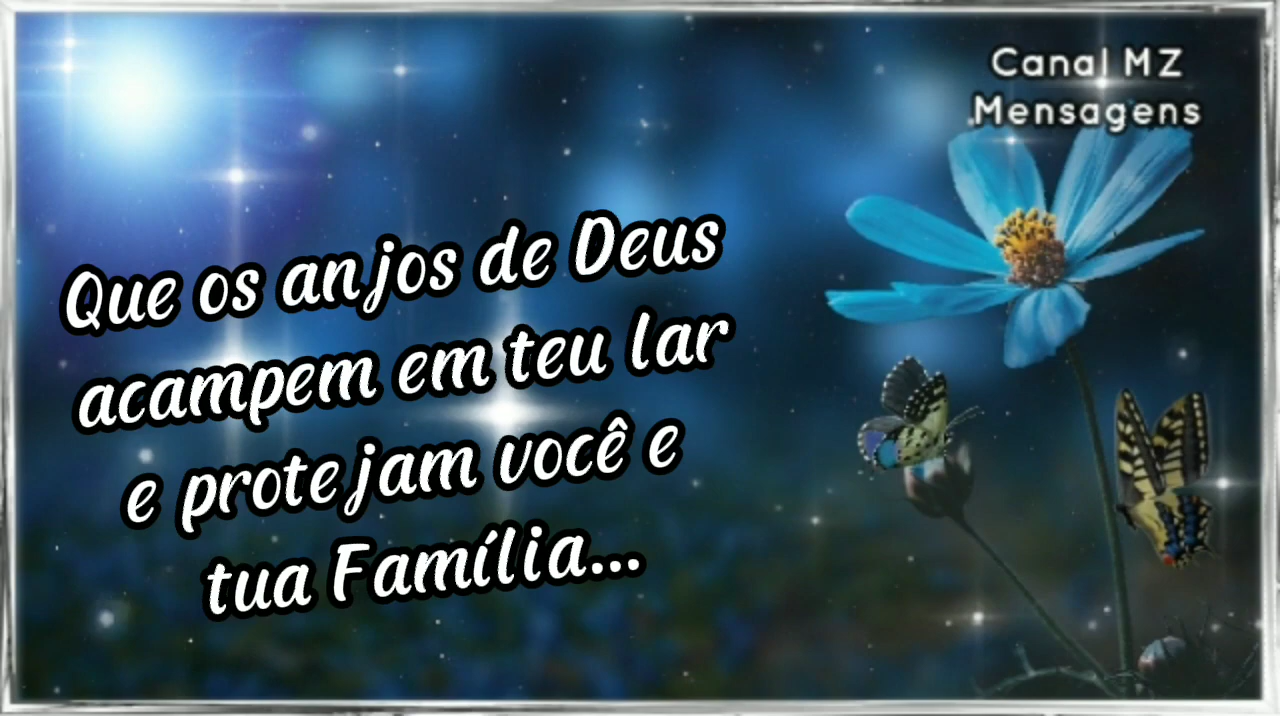 Canal MZ
Mensagens
Que os anjos de Deus
acampem em teu lar
e protejam você e
tua Família...